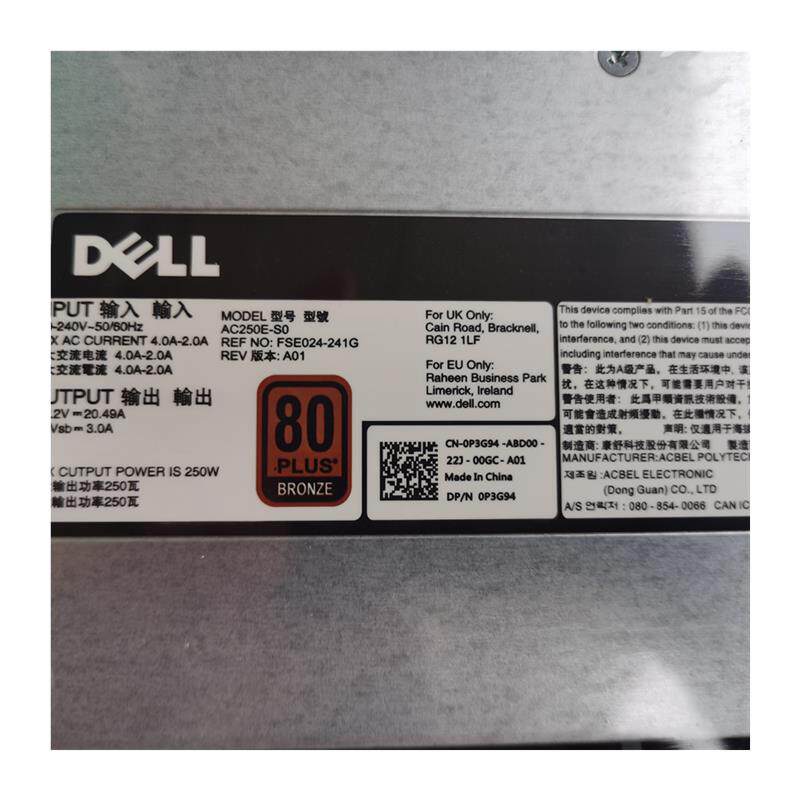 DELL
PUT 输入 輸入
-240V~50/60Hz
X AC CURRENT 4.0A-2.0A
大交流电流 4.0A-2.0A
大交流電流 4.0A-2.0A
UTPUT 输出 輸出
2V⎓20.49A
Vsb⎓3.0A
X CUTPUT POWER IS 250W
输出功率250瓦
輸出功率250瓦
MODEL 型号 型號
AC250E-S0
REF NO: FSE024-241G
REV 版本: A01
80
PLUS®
BRONZE
For UK Only:
Cain Road, Bracknell,
RG12 1LF
For EU Only:
Raheen Business Park
Limerick, Ireland
www.dell.com
CN-0P3G94 -ABD00 -
22J - 00GC - A01
Made In China
DP/N 0P3G94
This device complies with Part 15 of the FCC
to the following two conditions: (1) this devi
interference, and (2) this device must accept
including interference that may cause under
警告: 此为A级产品, 在生活环境中, 该
扰, 在这种情况下, 可能需要用户对干
警告使用者: 此爲甲類資訊技術設備,
可能會造成射頻擾動, 在此種情況下,
適當的對策. 声明: 仅适用于海拔
制造商: 康舒科技股份有限公司 製造
MANUFACTURER: ACBEL POLYTEC
제조원: ACBEL ELECTRONIC
(Dong Guan) CO., LTD
A/S 연락처: 080 - 854- 0066 CAN IC